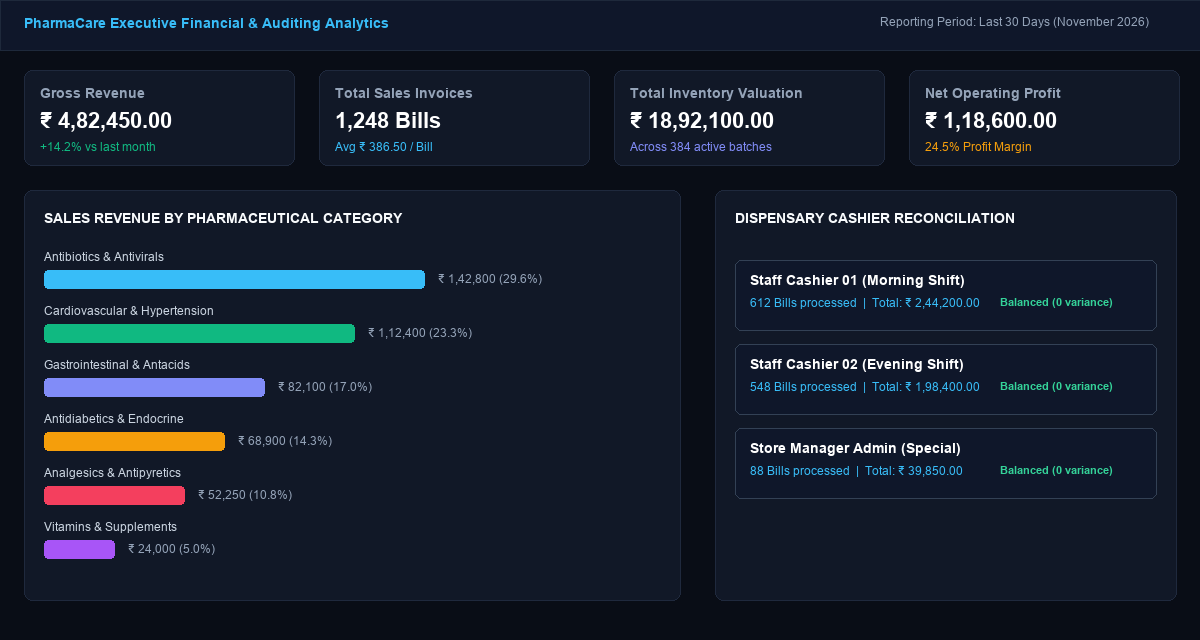 PharmaCare Executive Financial & Auditing Analytics
Reporting Period: Last 30 Days (November 2026)
Gross Revenue
₹ 4,82,450.00
+14.2% vs last month
Total Sales Invoices
1,248 Bills
Avg ₹ 386.50 / Bill
Total Inventory Valuation
₹ 18,92,100.00
Across 384 active batches
Net Operating Profit
₹ 1,18,600.00
24.5% Profit Margin
SALES REVENUE BY PHARMACEUTICAL CATEGORY
Antibiotics & Antivirals
₹ 1,42,800 (29.6%)
Cardiovascular & Hypertension
₹ 1,12,400 (23.3%)
Gastrointestinal & Antacids
₹ 82,100 (17.0%)
Antidiabetics & Endocrine
₹ 68,900 (14.3%)
Analgesics & Antipyretics
₹ 52,250 (10.8%)
Vitamins & Supplements
₹ 24,000 (5.0%)
DISPENSARY CASHIER RECONCILIATION
Staff Cashier 01 (Morning Shift)
612 Bills processed | Total: ₹ 2,44,200.00 Balanced (0 variance)
Staff Cashier 02 (Evening Shift)
548 Bills processed | Total: ₹ 1,98,400.00 Balanced (0 variance)
Store Manager Admin (Special)
88 Bills processed | Total: ₹ 39,850.00 Balanced (0 variance)